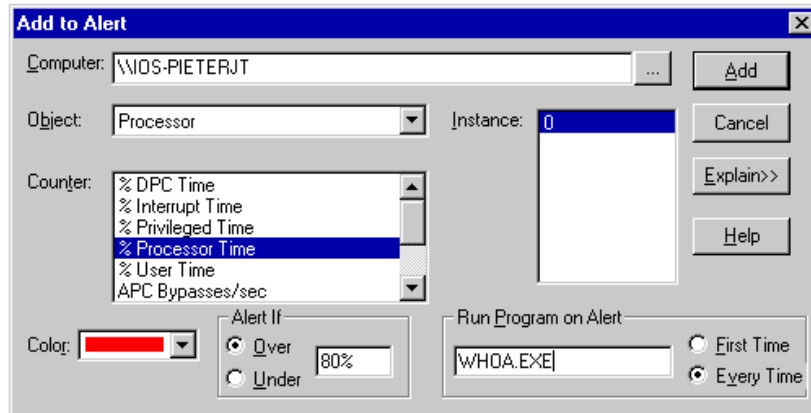 Add to Alert
Computer: \\IOS-PIETERJT ... Add
Object: Processor Instance: 0 Cancel
Counter: % DPC Time
% Interrupt Time
% Privileged Time
% Processor Time
% User Time
APC Bypasses/sec
Explain>>
Help
Color:
Alert If
Over
Under
80%
Run Program on Alert
WHOA.EXE
First Time
Every Time